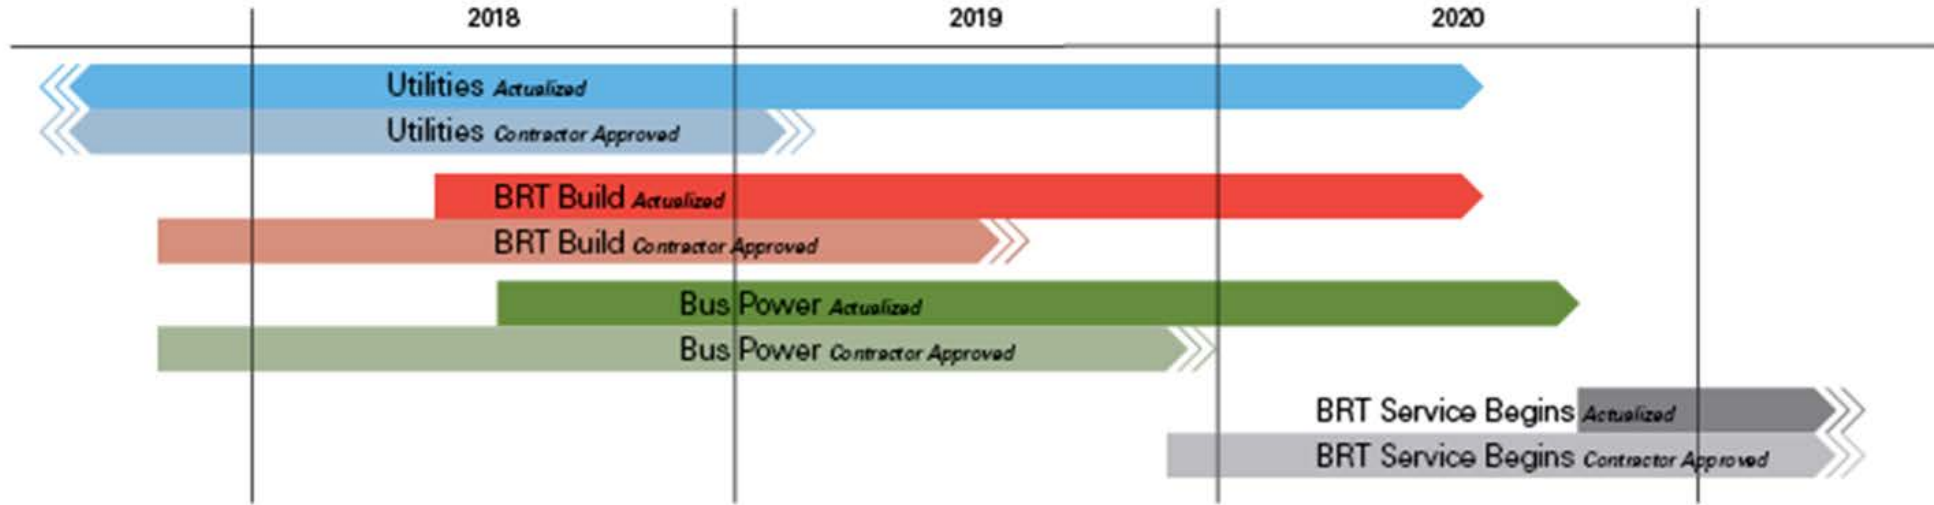 2018 2019 2020
Utilities Actualized
Utilities Contractor Approved
BRT Build Actualized
BRT Build Contractor Approved
Bus Power Actualized
Bus Power Contractor Approved
BRT Service Begins Actualized
BRT Service Begins Contractor Approved